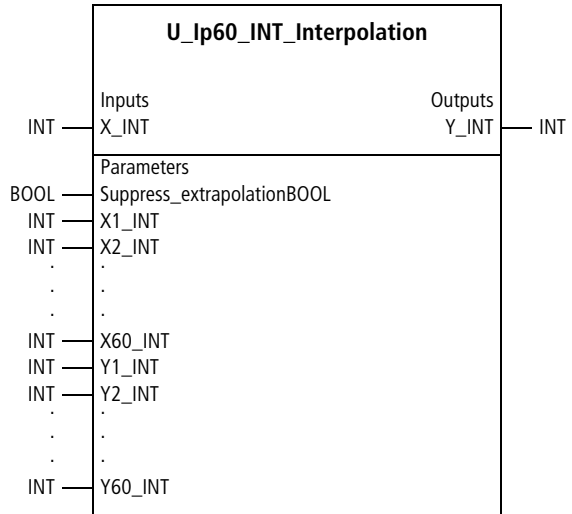 U_Ip60_INT_Interpolation
Inputs Outputs
INT X_INT Y_INT INT
Parameters
BOOL Suppress_extrapolationBOOL
INT X1_INT
INT X2_INT
. .
. .
. .
INT X60_INT
INT Y1_INT
INT Y2_INT
. .
. .
. .
INT Y60_INT